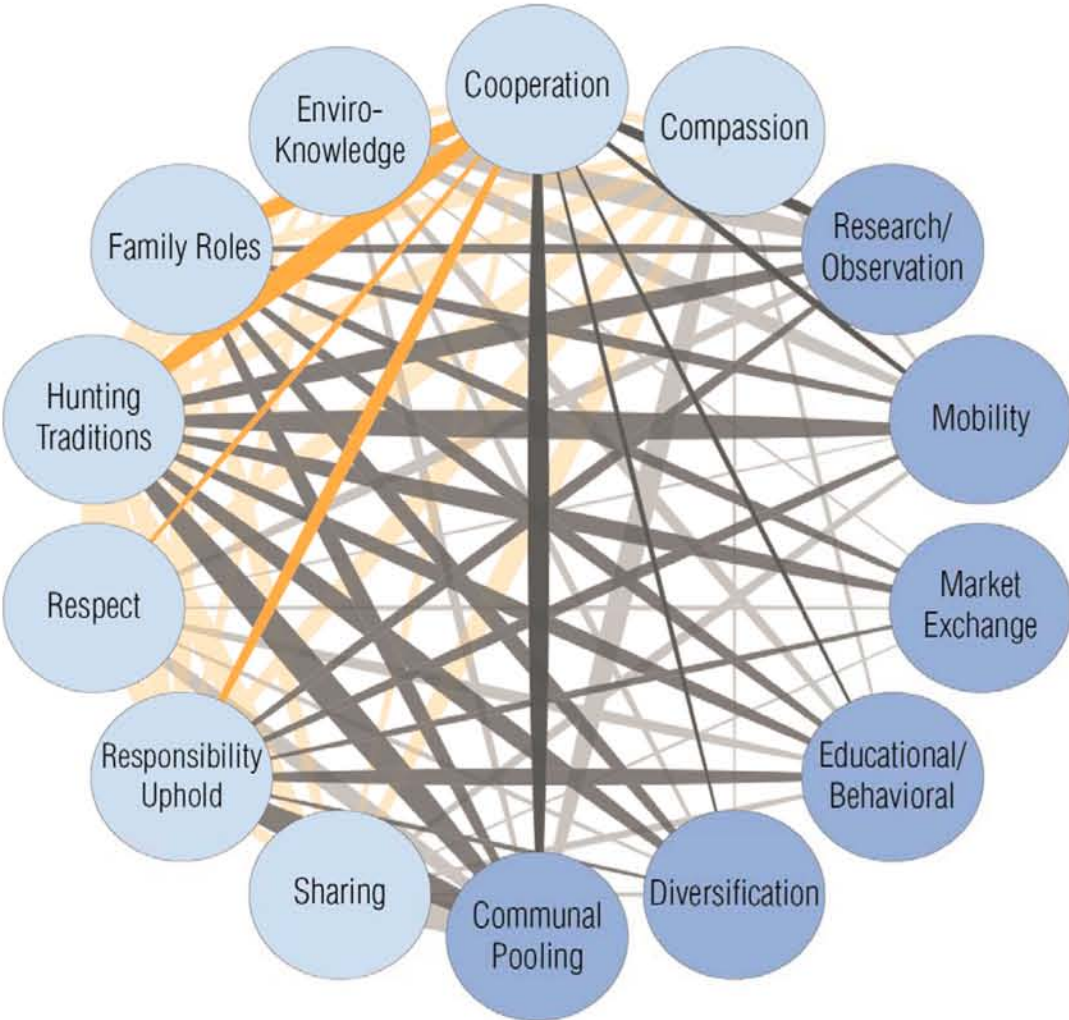 Cooperation
Compassion
Enviro-
Knowledge
Research/
Observation
Family Roles
Mobility
Hunting
Traditions
Market
Exchange
Respect
Educational/
Behavioral
Responsibility
Uphold
Diversification
Sharing
Communal
Pooling